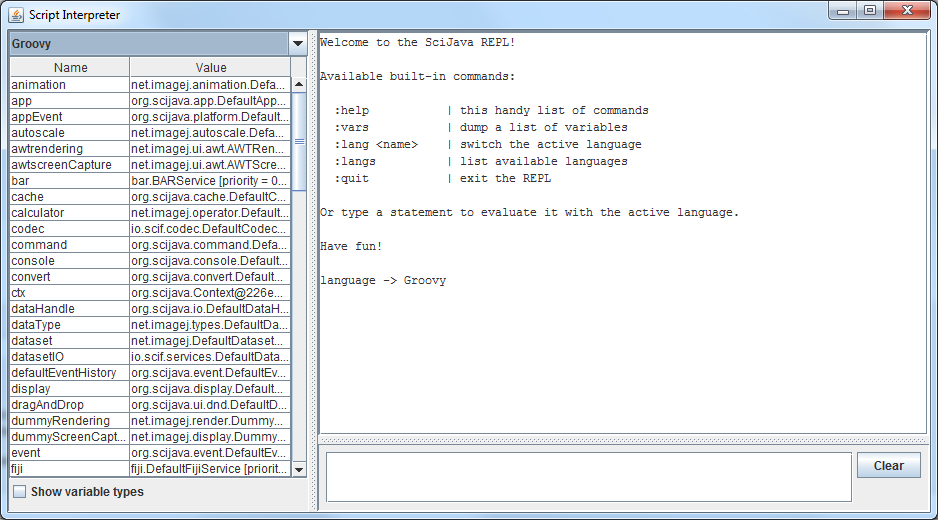 Script Interpreter
Groovy
Name Value
animation net.imagej.animation.Defa...
app org.scijava.app.DefaultApp...
appEvent org.scijava.platform.Default...
autoscale net.imagej.autoscale.Defa...
awtrendering net.imagej.ui.awt.AWTRen...
awtscreenCapture net.imagej.ui.awt.AWTScre...
bar bar.BARService [priority = 0...
cache org.scijava.cache.DefaultC...
calculator net.imagej.operator.Default...
codec io.scif.codec.DefaultCodec...
command org.scijava.command.Defa...
console org.scijava.console.Default...
convert org.scijava.convert.Default...
ctx org.scijava.Context@226e...
dataHandle org.scijava.io.DefaultDataH...
dataType net.imagej.types.DefaultDa...
dataset net.imagej.DefaultDataset...
datasetIO io.scif.services.DefaultData...
defaultEventHistory org.scijava.event.DefaultEv...
display org.scijava.display.Default...
dragAndDrop org.scijava.ui.dnd.DefaultD...
dummyRendering net.imagej.render.Dummy...
dummyScreenCapt... net.imagej.display.Dummy...
event org.scijava.event.DefaultEv...
fiji fiji.DefaultFijiService [priorit...
Show variable types
Welcome to the SciJava REPL!
Available built-in commands:
:help | this handy list of commands
:vars | dump a list of variables
:lang <name> | switch the active language
:langs | list available languages
:quit | exit the REPL
Or type a statement to evaluate it with the active language.
Have fun!
language -> Groovy
Clear